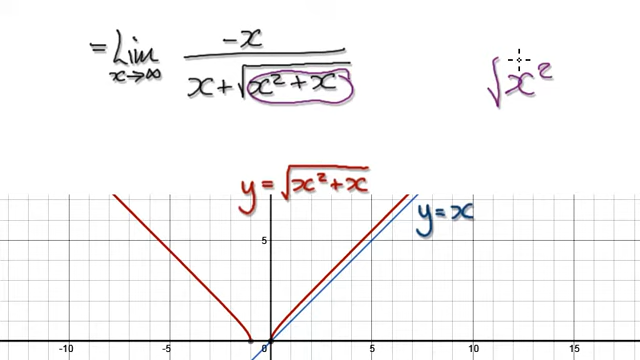 = Lim x→∞ -x / (x + √(x² + x))
√x²
y = √(x² + x)
y = x
5
-10 -5 0 5 10 15